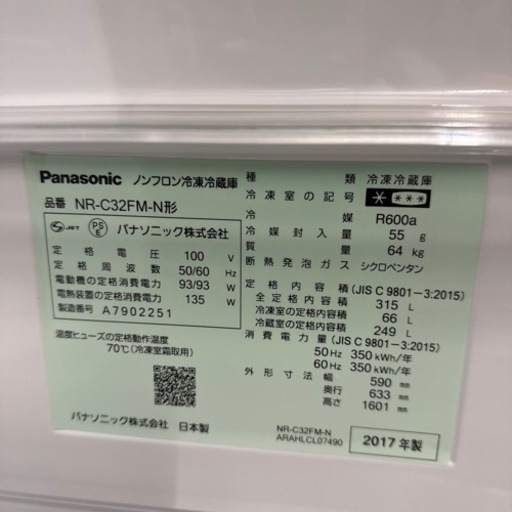 Panasonic ノンフロン冷凍冷蔵庫
品番 NR-C32FM-N形
JET PS E パナソニック株式会社
定格電圧 100 V
定格周波数 50/60 Hz
電動機の定格消費電力 93/93 W
電熱装置の定格消費電力 135 W
製造番号 A7902251
温度ヒューズの定格動作温度
70℃(冷凍室霜取用)
パナソニック株式会社 日本製
種類 冷凍冷蔵庫
冷凍室の記号 * ***
冷媒 R600a
冷媒封入量 55 g
質量 64 kg
断熱発泡ガス シクロペンタン
定格内容積 (JIS C 9801-3:2015)
全定格内容積 315 L
冷凍室の定格内容積 66 L
冷蔵室の定格内容積 249 L
消費電力量 (JIS C 9801-3:2015)
50 Hz 350 kWh/年
60 Hz 350 kWh/年
外形寸法 幅 590 mm
奥行 633 mm
高さ 1601 mm
NR-C32FM-N
ARAHLCL07490
2017年製